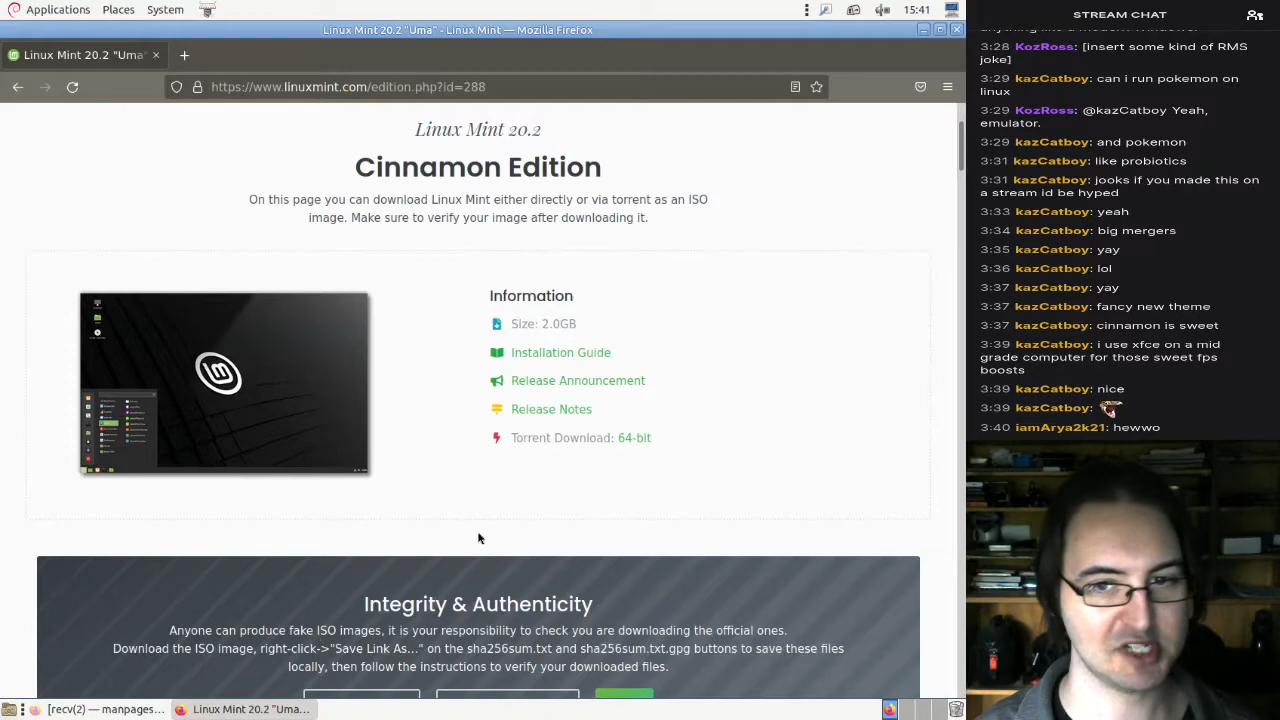 Applications Places System
15:41
Linux Mint 20.2 "Uma" - Linux Mint — Mozilla Firefox
Linux Mint 20.2 "Uma"
https://www.linuxmint.com/edition.php?id=288
Linux Mint 20.2
Cinnamon Edition
On this page you can download Linux Mint either directly or via torrent as an ISO
image. Make sure to verify your image after downloading it.
Information
Size: 2.0GB
Installation Guide
Release Announcement
Release Notes
Torrent Download: 64-bit
Integrity & Authenticity
Anyone can produce fake ISO images, it is your responsibility to check you are downloading the official ones.
Download the ISO image, right-click->"Save Link As..." on the sha256sum.txt and sha256sum.txt.gpg buttons to save these files
locally, then follow the instructions to verify your downloaded files.
[recv(2) — manpages...
Linux Mint 20.2 "Uma...
STREAM CHAT
3:28 KozRoss: [insert some kind of RMS
joke]
3:29 kazCatboy: can i run pokemon on
linux
3:29 KozRoss: @kazCatboy Yeah,
emulator.
3:29 kazCatboy: and pokemon
3:31 kazCatboy: like probiotics
3:31 kazCatboy: jooks if you made this on
a stream id be hyped
3:33 kazCatboy: yeah
3:34 kazCatboy: big mergers
3:35 kazCatboy: yay
3:36 kazCatboy: lol
3:37 kazCatboy: yay
3:37 kazCatboy: fancy new theme
3:37 kazCatboy: cinnamon is sweet
3:39 kazCatboy: i use xfce on a mid
grade computer for those sweet fps
boosts
3:39 kazCatboy: nice
3:39 kazCatboy:
3:40 iamArya2k21: hewwo